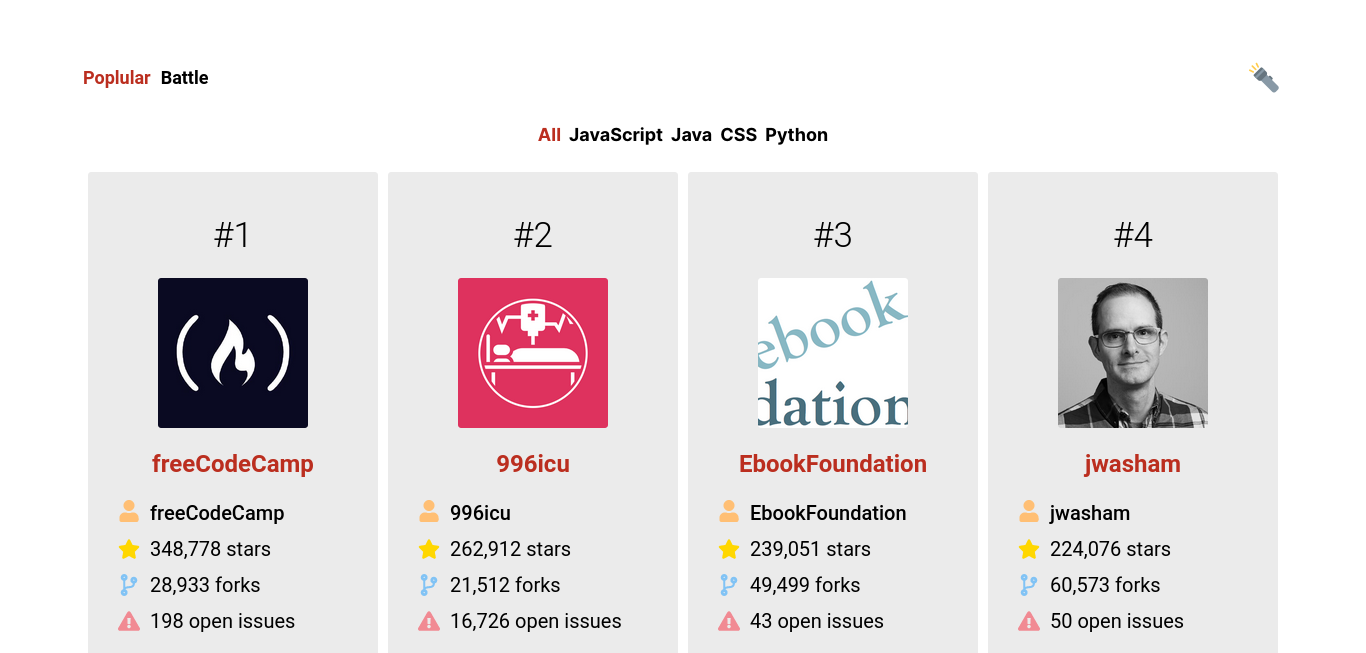 Poplular Battle
All JavaScript Java CSS Python
#1
#2
#3
#4
ebook
dation
freeCodeCamp
996icu
EbookFoundation
jwasham
freeCodeCamp
348,778 stars
28,933 forks
198 open issues
996icu
262,912 stars
21,512 forks
16,726 open issues
EbookFoundation
239,051 stars
49,499 forks
43 open issues
jwasham
224,076 stars
60,573 forks
50 open issues